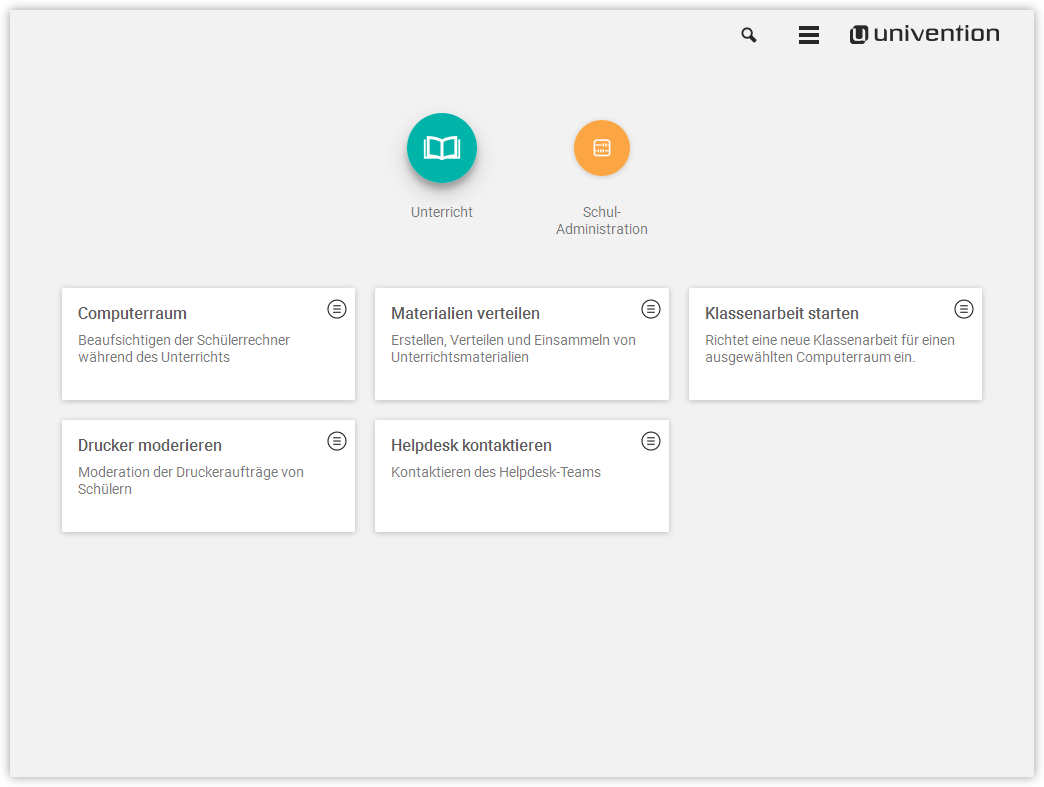 univention
Unterricht
Schul-
Administration
Computerraum
Beaufsichtigen der Schülerrechner
während des Unterrichts
Materialien verteilen
Erstellen, Verteilen und Einsammeln von
Unterrichtsmaterialien
Klassenarbeit starten
Richtet eine neue Klassenarbeit für einen
ausgewählten Computerraum ein.
Drucker moderieren
Moderation der Druckeraufträge von
Schülern
Helpdesk kontaktieren
Kontaktieren des Helpdesk-Teams